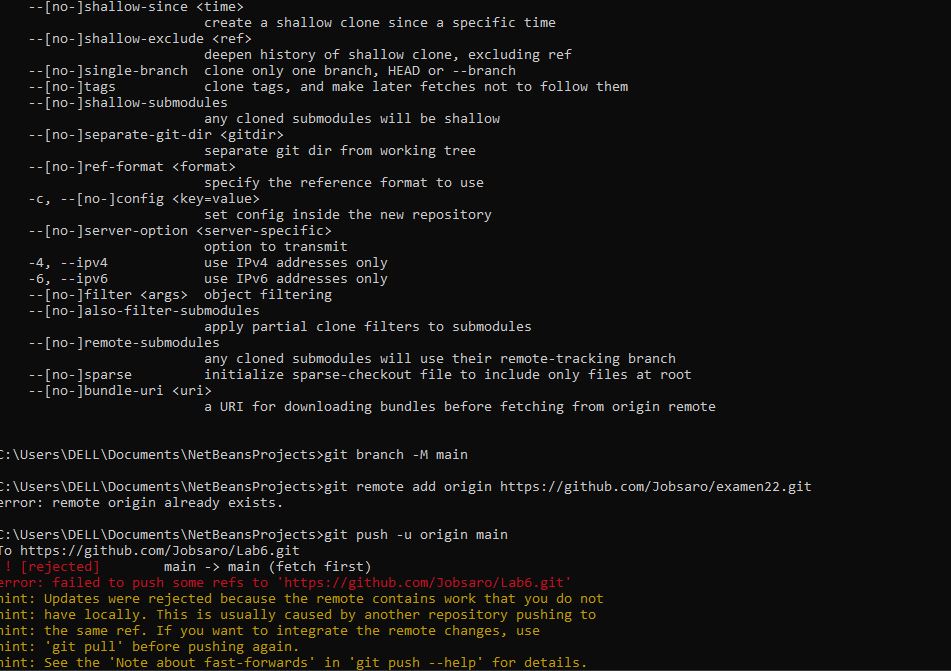 --[no-]shallow-since <time>
create a shallow clone since a specific time
--[no-]shallow-exclude <ref>
deepen history of shallow clone, excluding ref
--[no-]single-branch  clone only one branch, HEAD or --branch
--[no-]tags           clone tags, and make later fetches not to follow them
--[no-]shallow-submodules
any cloned submodules will be shallow
--[no-]separate-git-dir <gitdir>
separate git dir from working tree
--[no-]ref-format <format>
specify the reference format to use
-c, --[no-]config <key=value>
set config inside the new repository
--[no-]server-option <server-specific>
option to transmit
-4, --ipv4            use IPv4 addresses only
-6, --ipv6            use IPv6 addresses only
--[no-]filter <args>  object filtering
--[no-]also-filter-submodules
apply partial clone filters to submodules
--[no-]remote-submodules
any cloned submodules will use their remote-tracking branch
--[no-]sparse         initialize sparse-checkout file to include only files at root
--[no-]bundle-uri <uri>
a URI for downloading bundles before fetching from origin remote
C:\Users\DELL\Documents\NetBeansProjects>git branch -M main
C:\Users\DELL\Documents\NetBeansProjects>git remote add origin https://github.com/Jobsaro/examen22.git
error: remote origin already exists.
C:\Users\DELL\Documents\NetBeansProjects>git push -u origin main
To https://github.com/Jobsaro/Lab6.git
! [rejected]        main -> main (fetch first)
error: failed to push some refs to 'https://github.com/Jobsaro/Lab6.git'
hint: Updates were rejected because the remote contains work that you do not
hint: have locally. This is usually caused by another repository pushing to
hint: the same ref. If you want to integrate the remote changes, use
hint: 'git pull' before pushing again.
hint: See the 'Note about fast-forwards' in 'git push --help' for details.